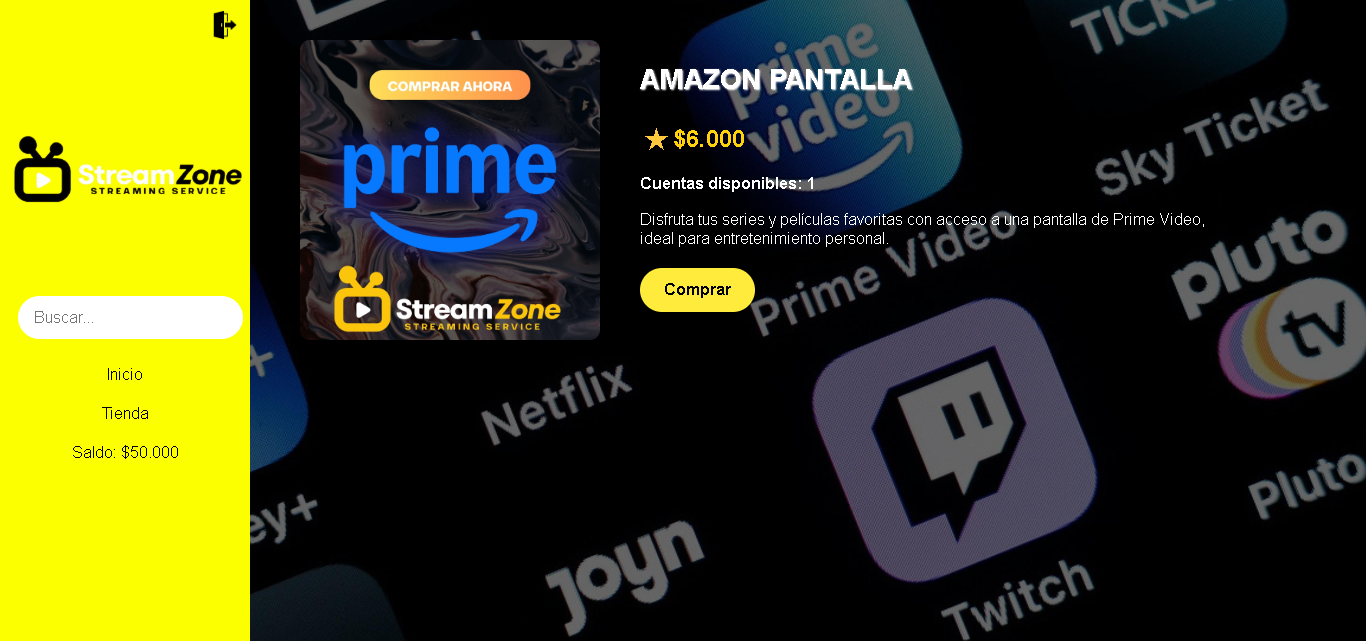 StreamZone
STREAMING SERVICE
Buscar...
Inicio
Tienda
Saldo: $50.000
COMPRAR AHORA
prime
StreamZone
STREAMING SERVICE
AMAZON PANTALLA
$6.000
Cuentas disponibles: 1
Disfruta tus series y películas favoritas con acceso a una pantalla de Prime Video,
ideal para entretenimiento personal.
Comprar
prime
video
TICKET
Sky Ticket
Prime Video
pluto
tv
Netflix
Pluto
ey+
joyn
Twitch